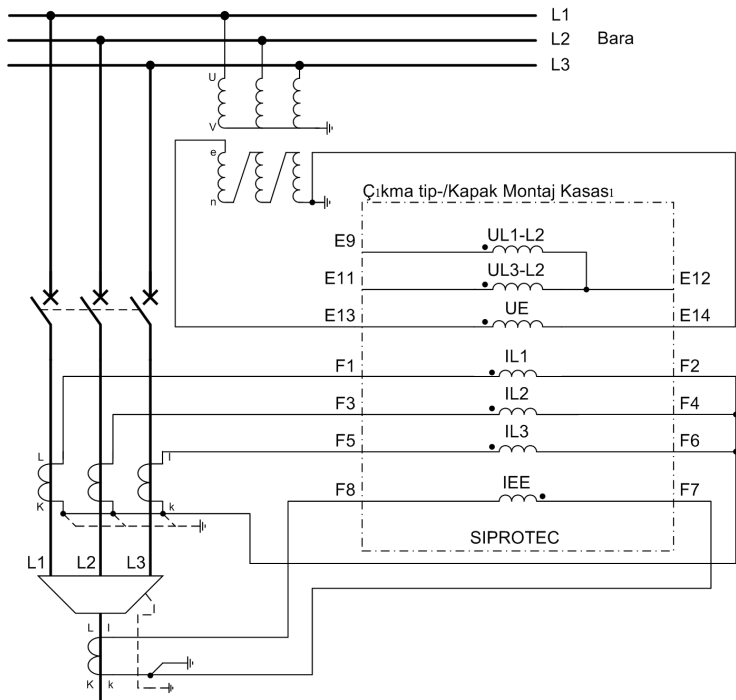 L1
L2 Bara
L3
U
V
e
n
Çıkma tip-/Kapak Montaj Kasası
E9 UL1-L2
E11 UL3-L2 E12
E13 UE E14
F1 IL1 F2
F3 IL2 F4
F5 IL3 F6
L l
K k
F8 IEE F7
SIPROTEC
L1 L2 L3
L l
K k